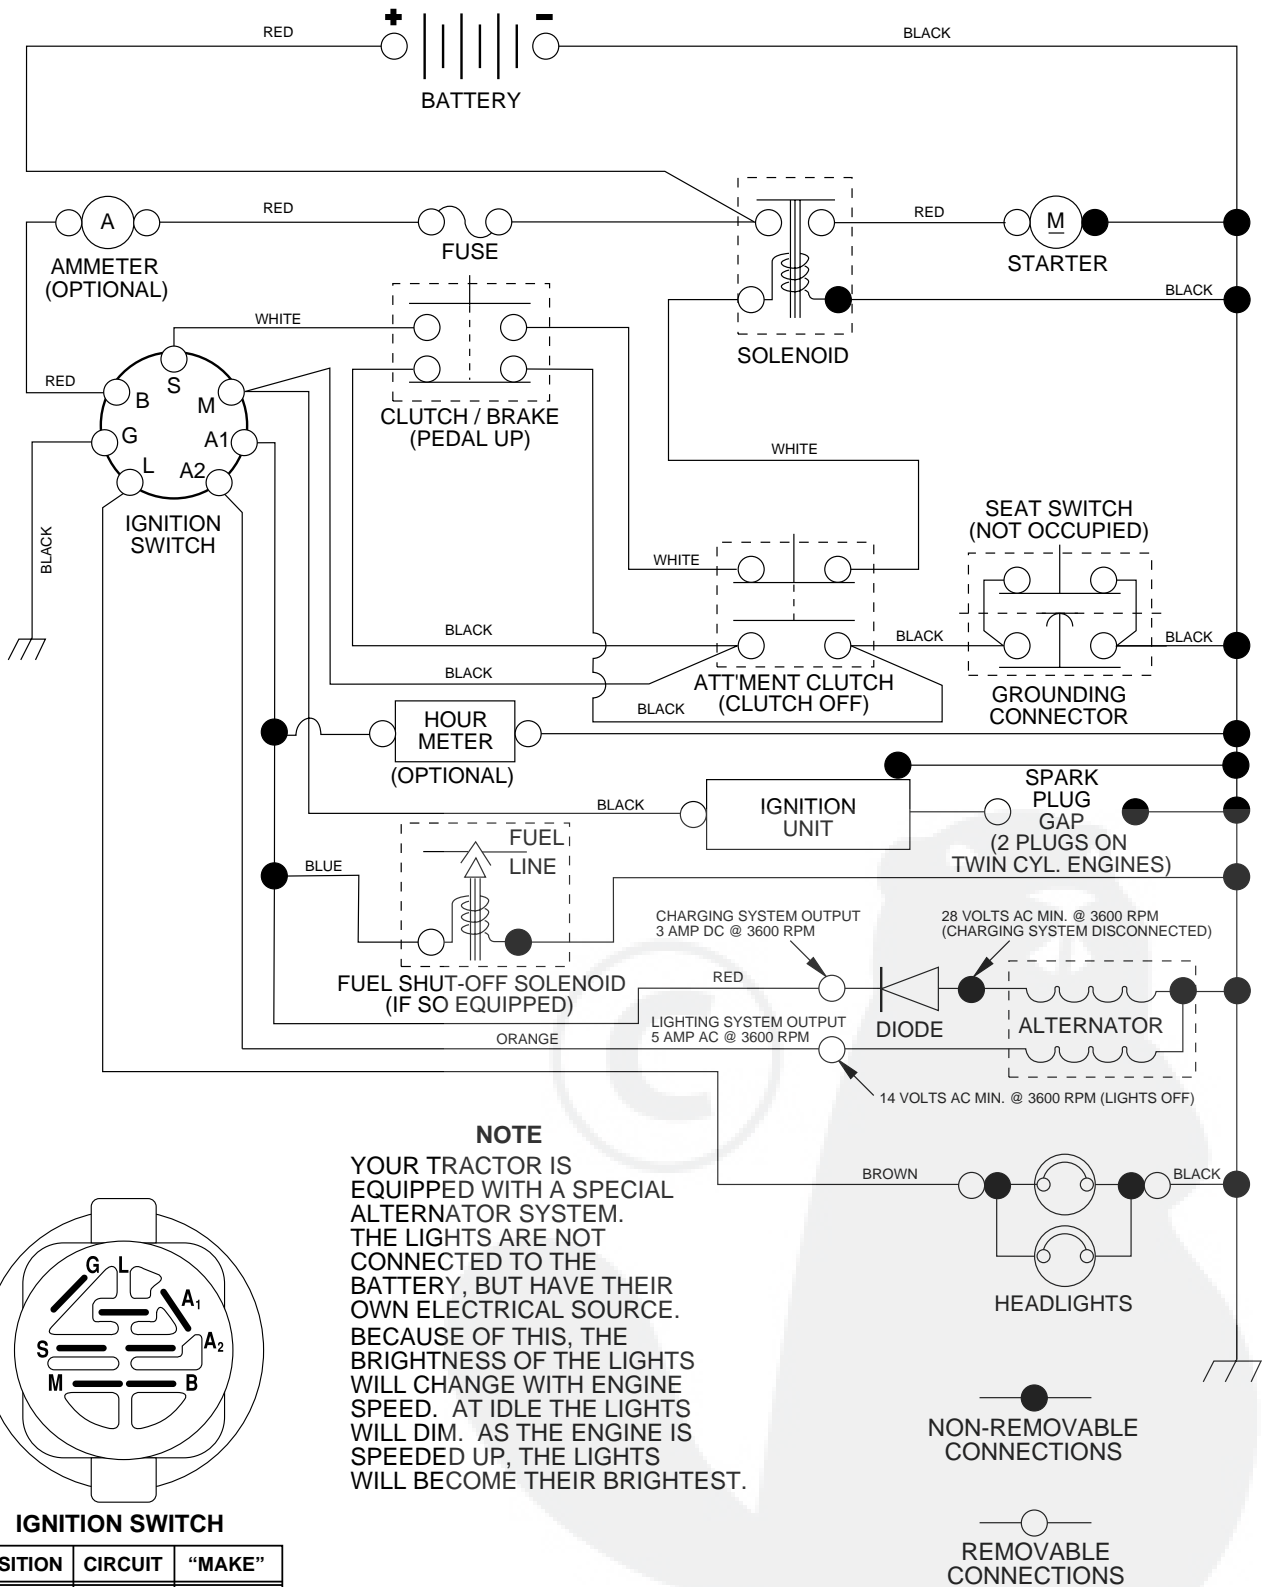 + -
RED
BLACK
BATTERY
A
RED
FUSE
RED
M
STARTER
AMMETER
(OPTIONAL)
BLACK
WHITE
SOLENOID
S
RED
B
M
G
A1
L
A2
CLUTCH / BRAKE
(PEDAL UP)
WHITE
IGNITION
SWITCH
BLACK
SEAT SWITCH
(NOT OCCUPIED)
WHITE
BLACK
BLACK
BLACK
BLACK
ATT'MENT CLUTCH
(CLUTCH OFF)
BLACK
GROUNDING
CONNECTOR
HOUR
METER
(OPTIONAL)
BLACK
IGNITION
UNIT
SPARK
PLUG
GAP
(2 PLUGS ON
TWIN CYL. ENGINES)
FUEL
LINE
BLUE
FUEL SHUT-OFF SOLENOID
(IF SO EQUIPPED)
CHARGING SYSTEM OUTPUT
3 AMP DC @ 3600 RPM
28 VOLTS AC MIN. @ 3600 RPM
(CHARGING SYSTEM DISCONNECTED)
RED
DIODE
ALTERNATOR
LIGHTING SYSTEM OUTPUT
5 AMP AC @ 3600 RPM
ORANGE
14 VOLTS AC MIN. @ 3600 RPM (LIGHTS OFF)
©
NOTE
YOUR TRACTOR IS
EQUIPPED WITH A SPECIAL
ALTERNATOR SYSTEM.
THE LIGHTS ARE NOT
CONNECTED TO THE
BATTERY, BUT HAVE THEIR
OWN ELECTRICAL SOURCE.
BECAUSE OF THIS, THE
BRIGHTNESS OF THE LIGHTS
WILL CHANGE WITH ENGINE
SPEED. AT IDLE THE LIGHTS
WILL DIM. AS THE ENGINE IS
SPEEDED UP, THE LIGHTS
WILL BECOME THEIR BRIGHTEST.
BROWN
BLACK
HEADLIGHTS
G L
A1
S
A2
M
B
IGNITION SWITCH
SITION CIRCUIT “MAKE”
NON-REMOVABLE
CONNECTIONS
REMOVABLE
CONNECTIONS